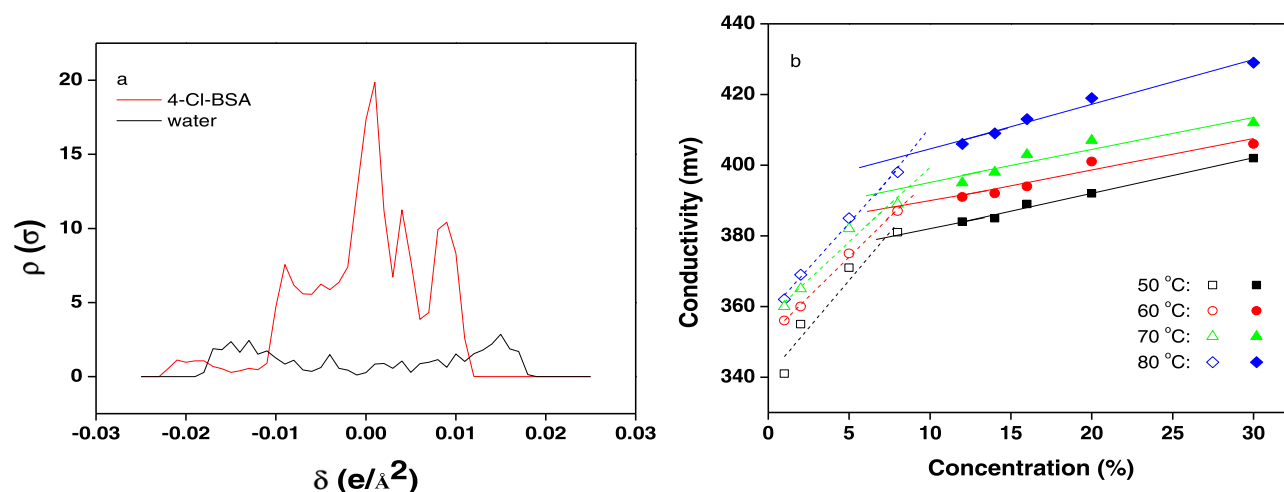 a
4-Cl-BSA
water
20
15
10
5
0
-0.03
-0.02
-0.01
0.00
0.01
0.02
0.03
ρ (σ)
δ (e/Å²)
b
440
420
400
380
360
340
0
5
10
15
20
25
30
Conductivity (mv)
Concentration (%)
50 °C:
60 °C:
70 °C:
80 °C: